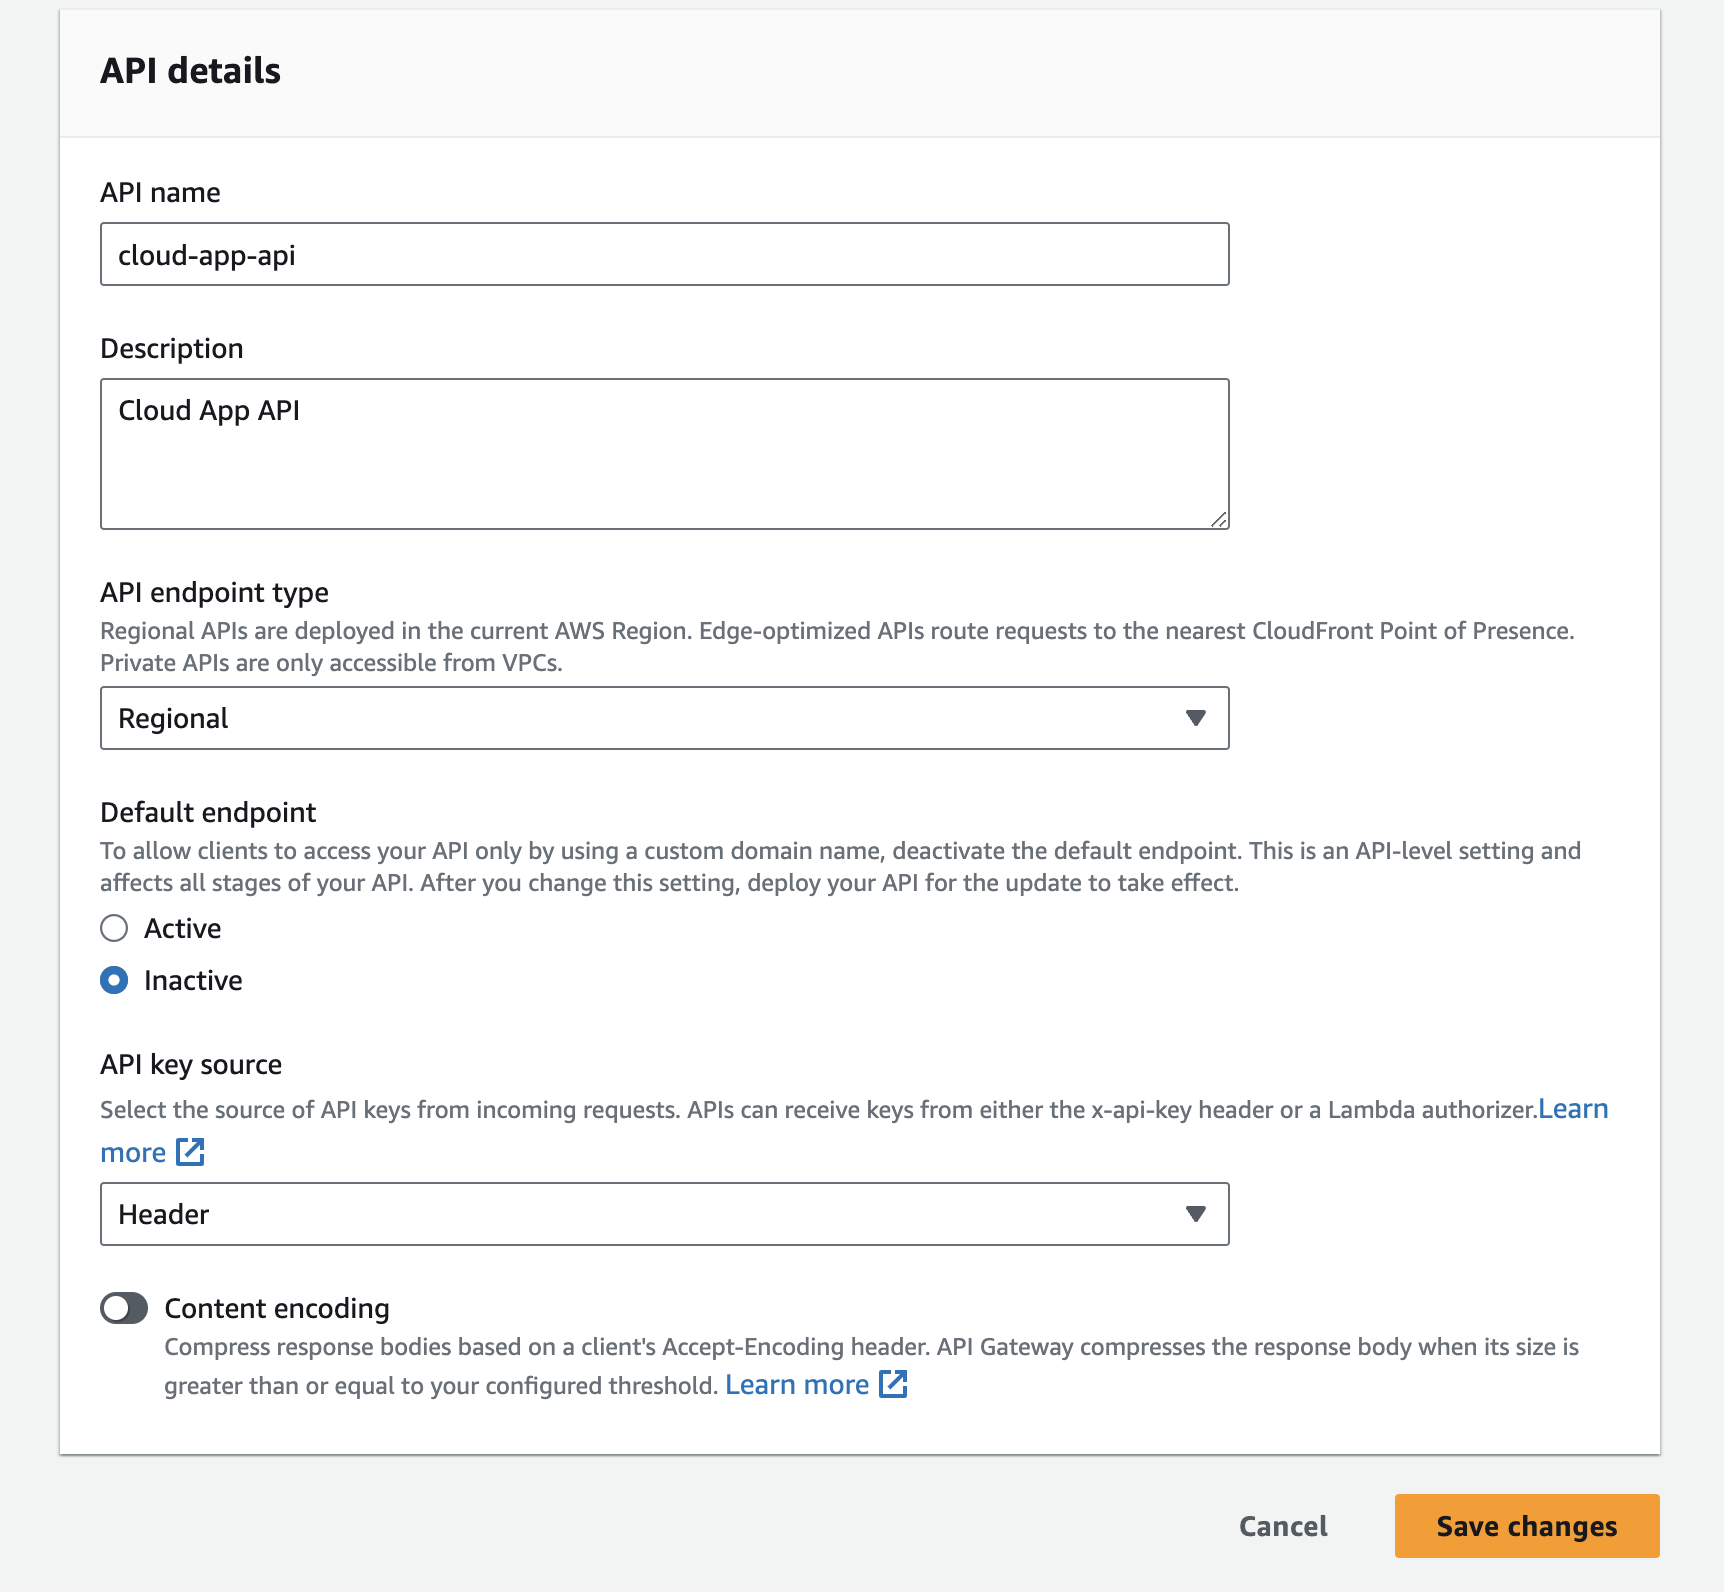 API details
API name
cloud-app-api
Description
Cloud App API
API endpoint type
Regional APIs are deployed in the current AWS Region. Edge-optimized APIs route requests to the nearest CloudFront Point of Presence.
Private APIs are only accessible from VPCs.
Regional
Default endpoint
To allow clients to access your API only by using a custom domain name, deactivate the default endpoint. This is an API-level setting and
affects all stages of your API. After you change this setting, deploy your API for the update to take effect.
Active
Inactive
API key source
Select the source of API keys from incoming requests. APIs can receive keys from either the x-api-key header or a Lambda authorizer.Learn
more
Header
Content encoding
Compress response bodies based on a client's Accept-Encoding header. API Gateway compresses the response body when its size is
greater than or equal to your configured threshold. Learn more
Cancel
Save changes